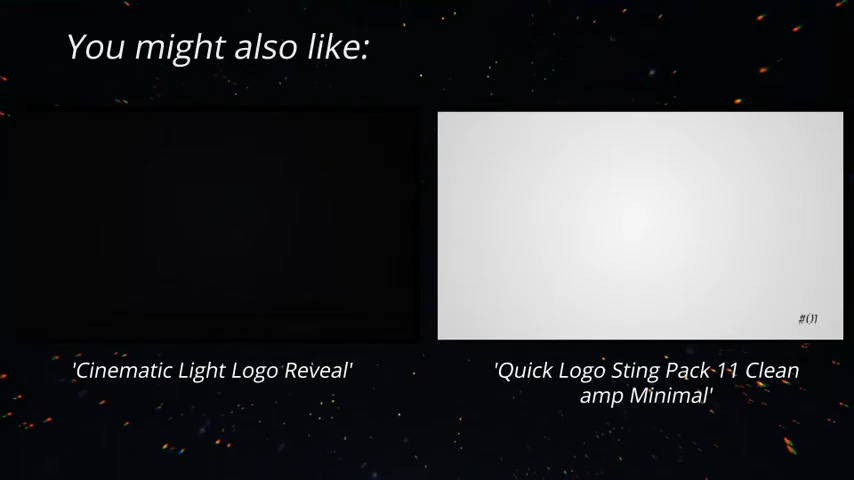 You might also like:
#01
'Cinematic Light Logo Reveal'
'Quick Logo Sting Pack 11 Clean
amp Minimal'